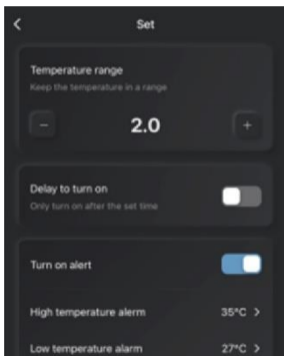 Set
Temperature range
Keep the temperature in a range
- 2.0 +
Delay to turn on
Only turn on after the set time
Turn on alert
High temperature alerm 35°C >
Low temperature alarm 27°C >